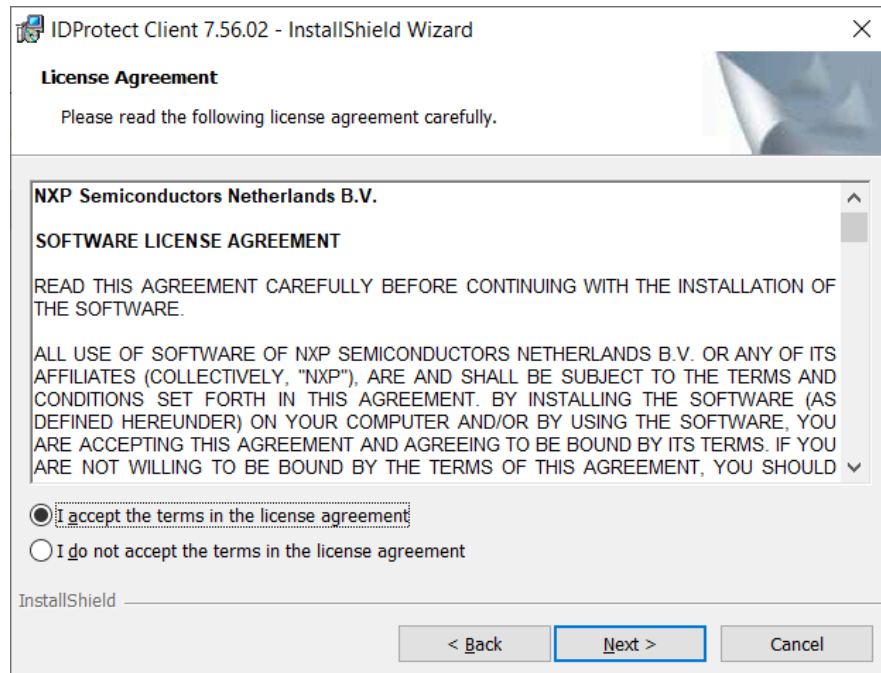 IDProtect Client 7.56.02 - InstallShield Wizard
License Agreement
Please read the following license agreement carefully.
NXP Semiconductors Netherlands B.V.
SOFTWARE LICENSE AGREEMENT
READ THIS AGREEMENT CAREFULLY BEFORE CONTINUING WITH THE INSTALLATION OF
THE SOFTWARE.
ALL USE OF SOFTWARE OF NXP SEMICONDUCTORS NETHERLANDS B.V. OR ANY OF ITS
AFFILIATES (COLLECTIVELY, "NXP"), ARE AND SHALL BE SUBJECT TO THE TERMS AND
CONDITIONS SET FORTH IN THIS AGREEMENT. BY INSTALLING THE SOFTWARE (AS
DEFINED HEREUNDER) ON YOUR COMPUTER AND/OR BY USING THE SOFTWARE, YOU
ARE ACCEPTING THIS AGREEMENT AND AGREEING TO BE BOUND BY ITS TERMS. IF YOU
ARE NOT WILLING TO BE BOUND BY THE TERMS OF THIS AGREEMENT, YOU SHOULD
I accept the terms in the license agreement
I do not accept the terms in the license agreement
InstallShield
< Back
Next >
Cancel